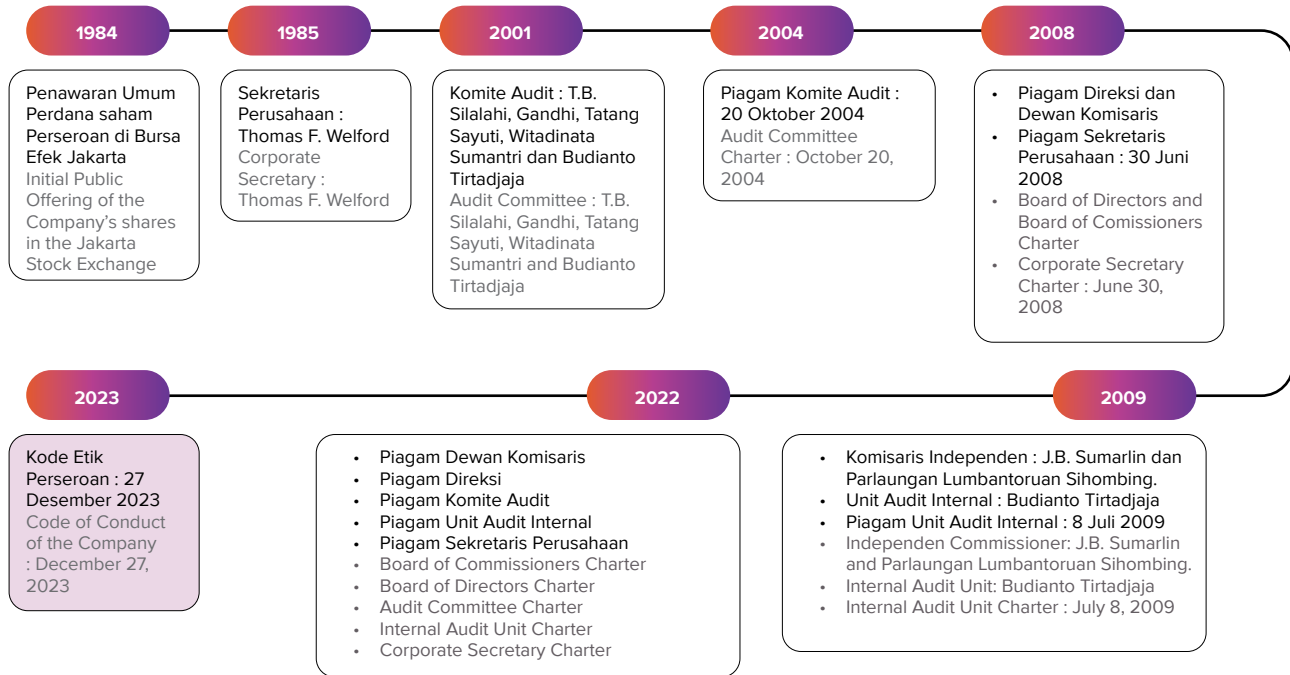 1984
Penawaran Umum
Perdana saham
Perseroan di Bursa
Efek Jakarta
Initial Public
Offering of the
Company's shares
in the Jakarta
Stock Exchange
1985
Sekretaris
Perusahaan :
Thomas F. Welford
Corporate
Secretary :
Thomas F. Welford
2001
Komite Audit : T.B.
Silalahi, Gandhi, Tatang
Sayuti, Witadinata
Sumantri dan Budianto
Tirtadjaja
Audit Committee : T.B.
Silalahi, Gandhi, Tatang
Sayuti, Witadinata
Sumantri and Budianto
Tirtadjaja
2004
Piagam Komite Audit :
20 Oktober 2004
Audit Committee
Charter : October 20,
2004
2008
• Piagam Direksi dan
Dewan Komisaris
• Piagam Sekretaris
Perusahaan : 30 Juni
2008
• Board of Directors and
Board of Comissioners
Charter
• Corporate Secretary
Charter : June 30,
2008
2009
• Komisaris Independen : J.B. Sumarlin dan
Parlaungan Lumbantoruan Sihombing.
• Unit Audit Internal : Budianto Tirtadjaja
• Piagam Unit Audit Internal : 8 Juli 2009
• Independen Commissioner: J.B. Sumarlin
and Parlaungan Lumbantoruan Sihombing.
• Internal Audit Unit: Budianto Tirtadjaja
• Internal Audit Unit Charter : July 8, 2009
2022
• Piagam Dewan Komisaris
• Piagam Direksi
• Piagam Komite Audit
• Piagam Unit Audit Internal
• Piagam Sekretaris Perusahaan
• Board of Commissioners Charter
• Board of Directors Charter
• Audit Committee Charter
• Internal Audit Unit Charter
• Corporate Secretary Charter
2023
Kode Etik
Perseroan : 27
Desember 2023
Code of Conduct
of the Company
: December 27,
2023